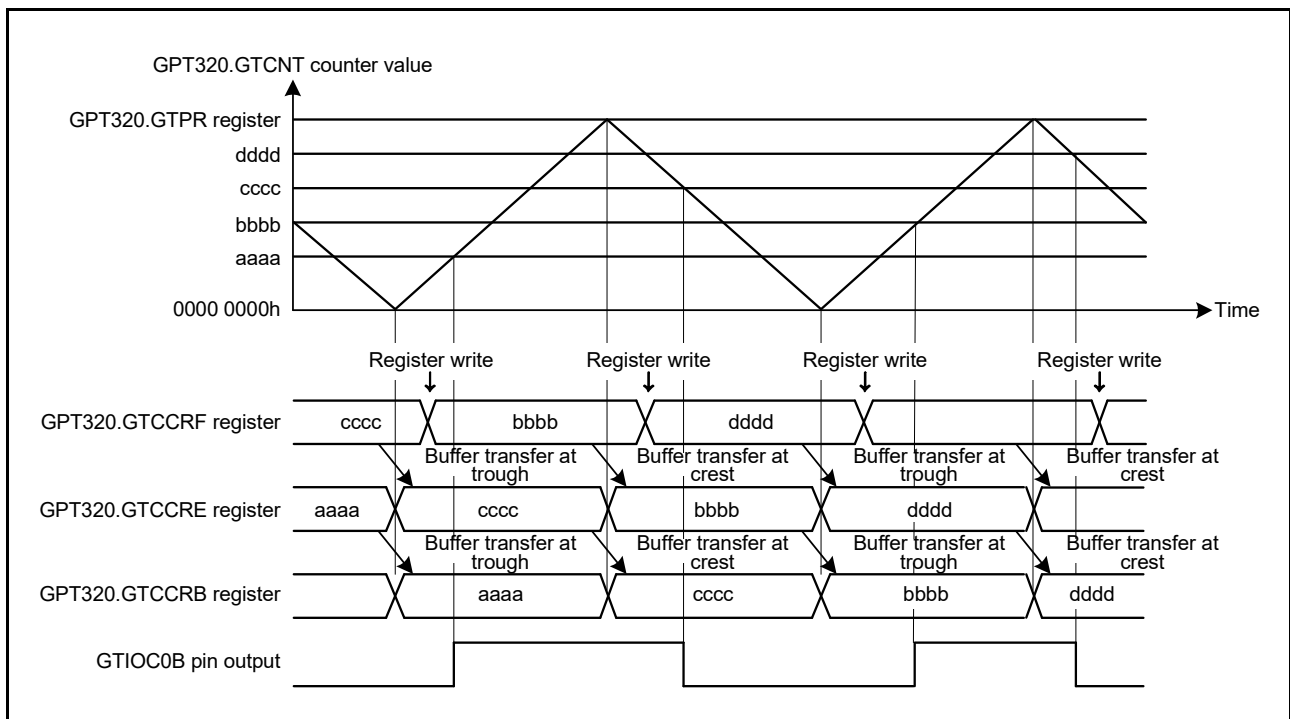 GPT320.GTCNT counter value
GPT320.GTPR register
dddd
cccc
bbbb
aaaa
0000 0000h
Time
Register write Register write Register write Register write
GPT320.GTCCRF register cccc bbbb dddd
Buffer transfer at Buffer transfer at Buffer transfer at Buffer transfer at
trough crest trough crest
GPT320.GTCCRE register aaaa cccc bbbb dddd
Buffer transfer at Buffer transfer at Buffer transfer at Buffer transfer at
trough crest trough crest
GPT320.GTCCRB register aaaa cccc bbbb dddd
GTIOC0B pin output